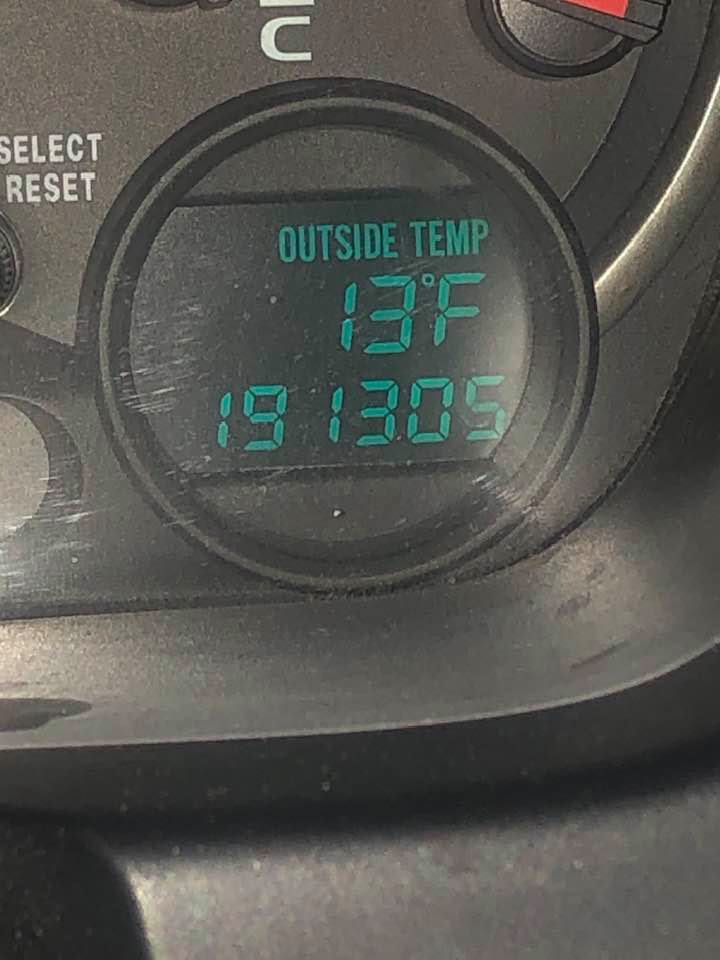 C
SELECT
RESET
OUTSIDE TEMP
13°F
191305